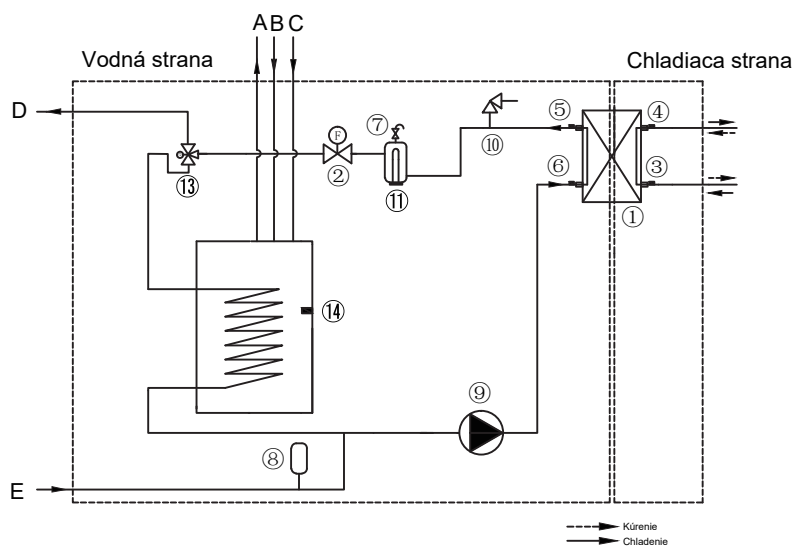 A B C
Vodná strana
Chladiaca strana
D
F
⑦
⑤
④
⑩
⑬
②
⑪
⑥
③
①
⑭
⑨
⑧
E
Kúrenie
Chladenie